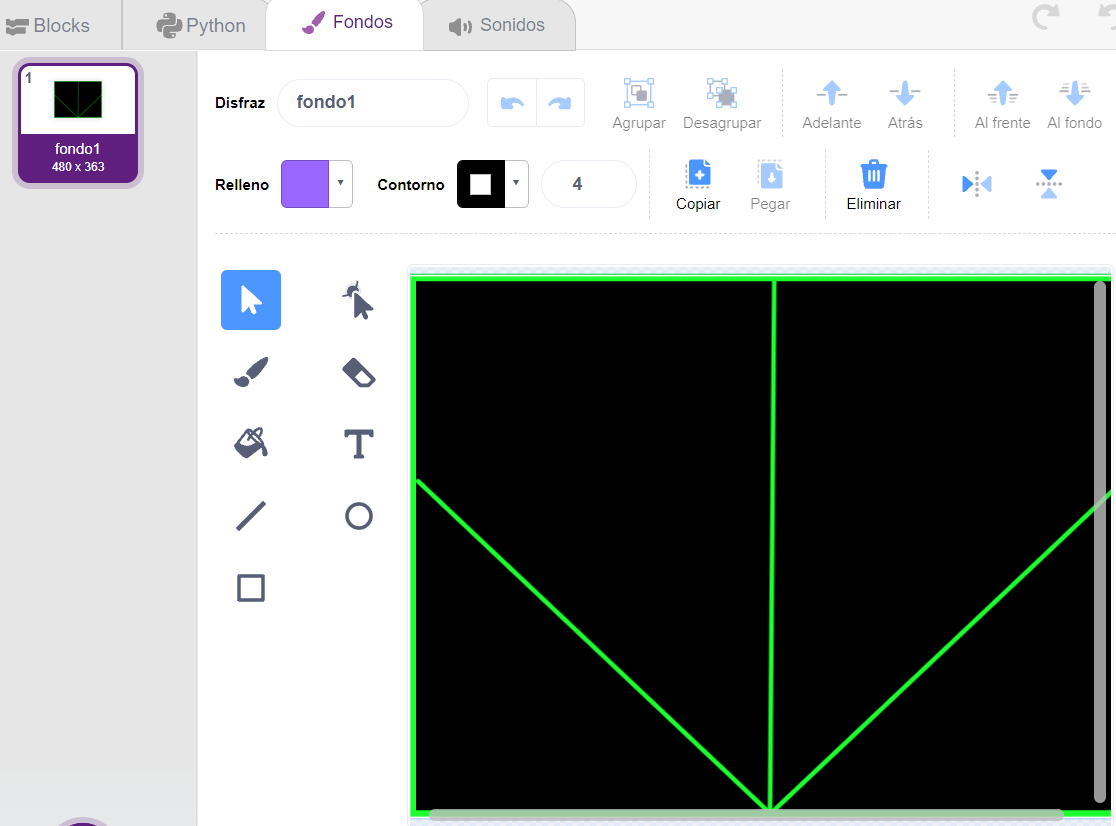 Blocks
Python
Fondos
Sonidos
1
fondo1
480 x 363
Disfraz
fondo1
Agrupar
Desagrupar
Adelante
Atrás
Al frente
Al fondo
Relleno
Contorno
4
Copiar
Pegar
Eliminar
T